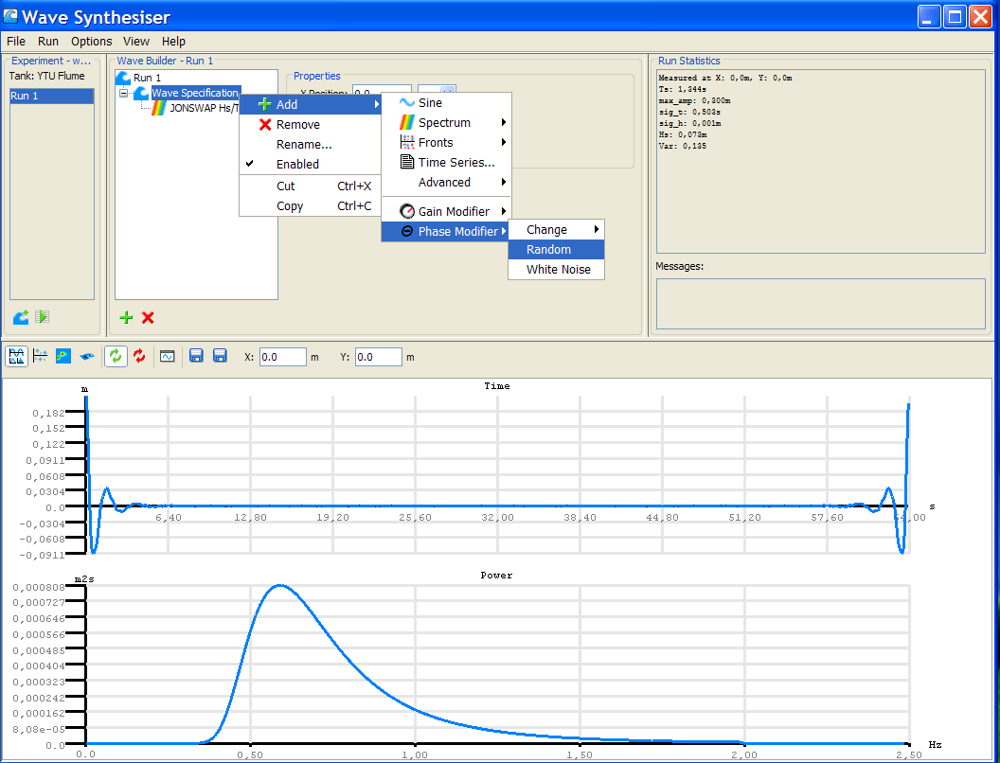 Wave Synthesiser
File Run Options View Help
Experiment - w...
Tank: YTU Flume
Run 1
Wave Builder - Run 1
Run 1
Wave Specification
JONSWAP Hs/T
Properties
Add
Remove
Rename...
Enabled
Cut Ctrl+X
Copy Ctrl+C
Sine
Spectrum
Fronts
Time Series...
Advanced
Gain Modifier
Phase Modifier
Change
Random
White Noise
Run Statistics
Measured at X: 0,0m, Y: 0,0m
Ts: 1,344s
max_amp: 0,300m
sig_t: 0,503s
sig_h: 0,001m
Hs: 0,073m
Var: 0,135
Messages:
X: 0.0 m Y: 0.0 m
Time
m
0,182
0,152
0,122
0,0911
0,0608
0,0304
0.0
-0,0304
-0,0608
-0,0911
6,40 12,80 19,20 25,60 32,00 38,40 44,80 51,20 57,60 64,00 s
Power
m2s
0,000808
0,000727
0,000646
0,000566
0,000485
0,000404
0,000323
0,000242
0,000162
8,08e-05
0.0
0.0 0,50 1,00 1,50 2,00 2,50 Hz